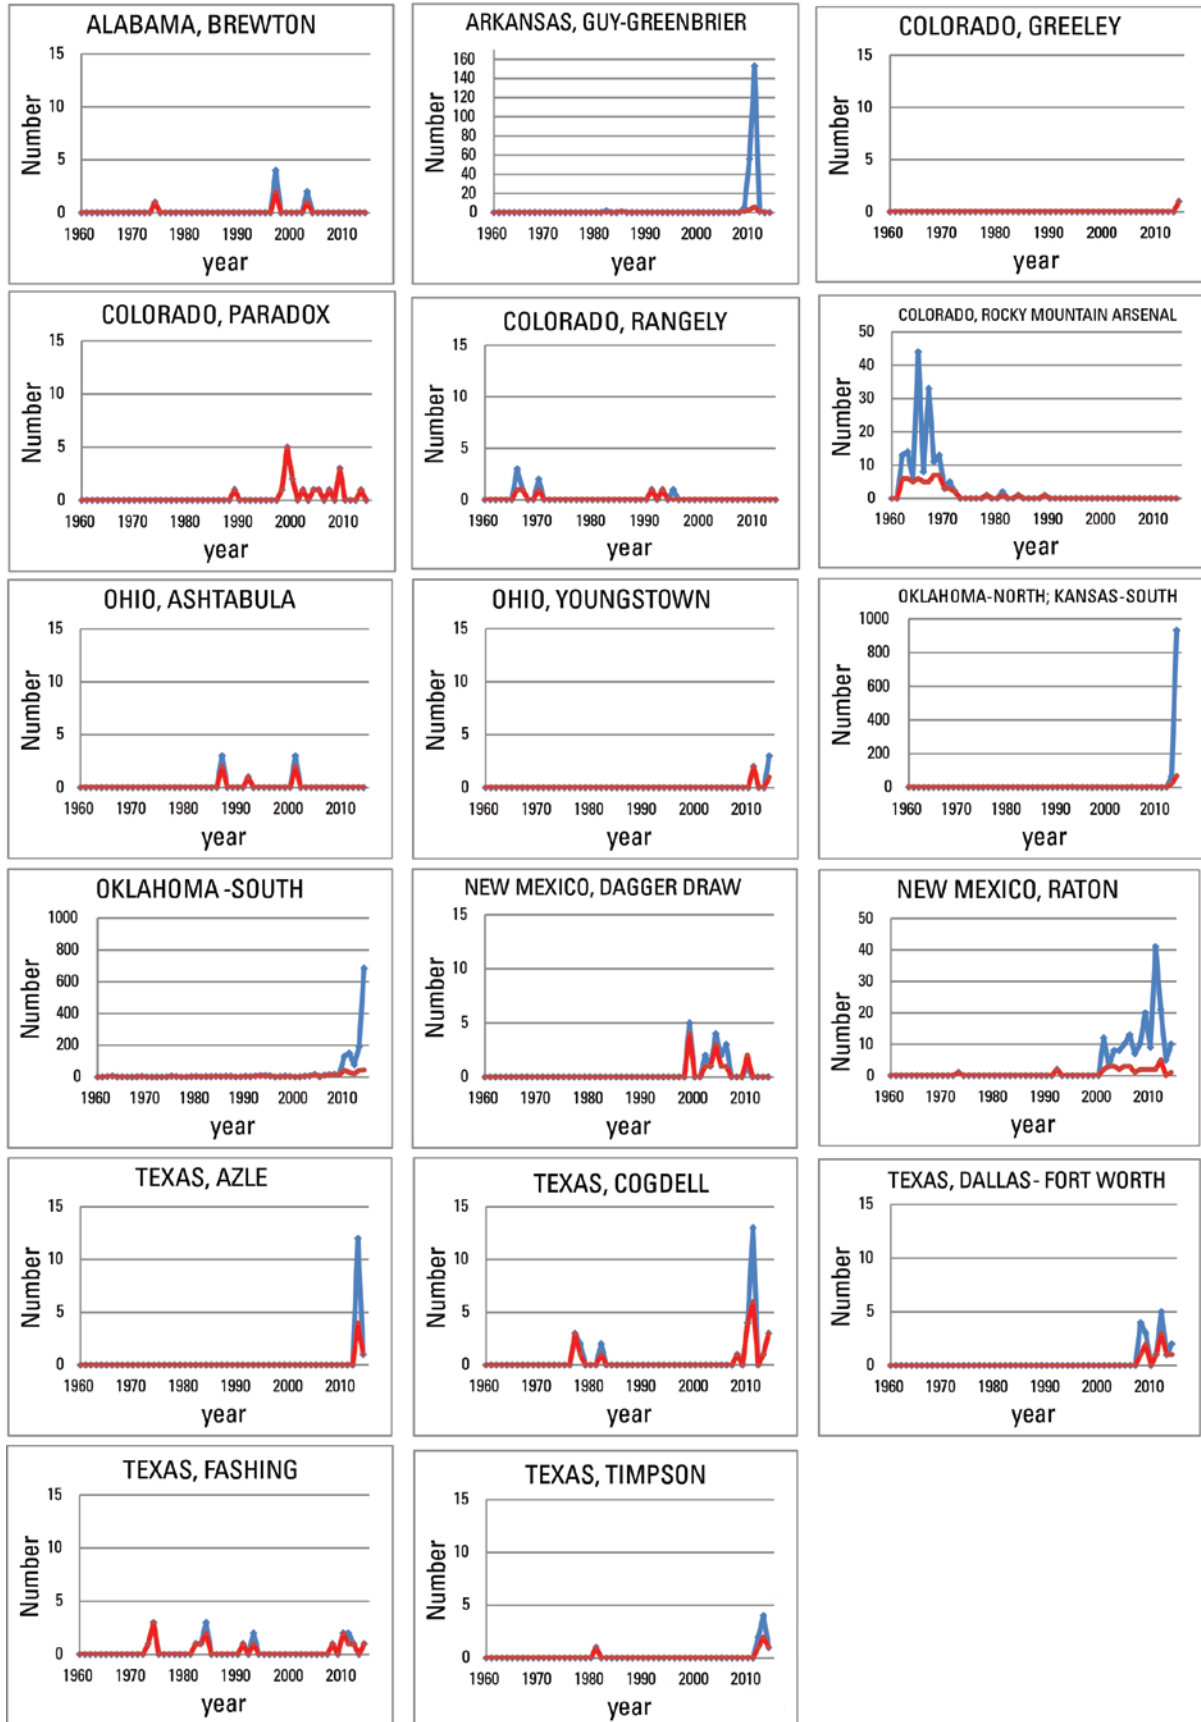 ALABAMA, BREWTON
15
10
5
0
Number
1960 1970 1980 1990 2000 2010
year
ARKANSAS, GUY-GREENBRIER
160
140
120
100
80
60
40
20
0
Number
1960 1970 1980 1990 2000 2010
year
COLORADO, GREELEY
15
10
5
0
Number
1960 1970 1980 1990 2000 2010
year
COLORADO, PARADOX
15
10
5
0
Number
1960 1970 1980 1990 2000 2010
year
COLORADO, RANGELY
15
10
5
0
Number
1960 1970 1980 1990 2000 2010
year
COLORADO, ROCKY MOUNTAIN ARSENAL
50
40
30
20
10
0
Number
1960 1970 1980 1990 2000 2010
year
OHIO, ASHTABULA
15
10
5
0
Number
1960 1970 1980 1990 2000 2010
year
OHIO, YOUNGSTOWN
15
10
5
0
Number
1960 1970 1980 1990 2000 2010
year
OKLAHOMA-NORTH; KANSAS-SOUTH
1000
800
600
400
200
0
Number
1960 1970 1980 1990 2000 2010
year
OKLAHOMA -SOUTH
1000
800
600
400
200
0
Number
1960 1970 1980 1990 2000 2010
year
NEW MEXICO, DAGGER DRAW
15
10
5
0
Number
1960 1970 1980 1990 2000 2010
year
NEW MEXICO, RATON
50
40
30
20
10
0
Number
1960 1970 1980 1990 2000 2010
year
TEXAS, AZLE
15
10
5
0
Number
1960 1970 1980 1990 2000 2010
year
TEXAS, COGDELL
15
10
5
0
Number
1960 1970 1980 1990 2000 2010
year
TEXAS, DALLAS- FORT WORTH
15
10
5
0
Number
1960 1970 1980 1990 2000 2010
year
TEXAS, FASHING
15
10
5
0
Number
1960 1970 1980 1990 2000 2010
year
TEXAS, TIMPSON
15
10
5
0
Number
1960 1970 1980 1990 2000 2010
year